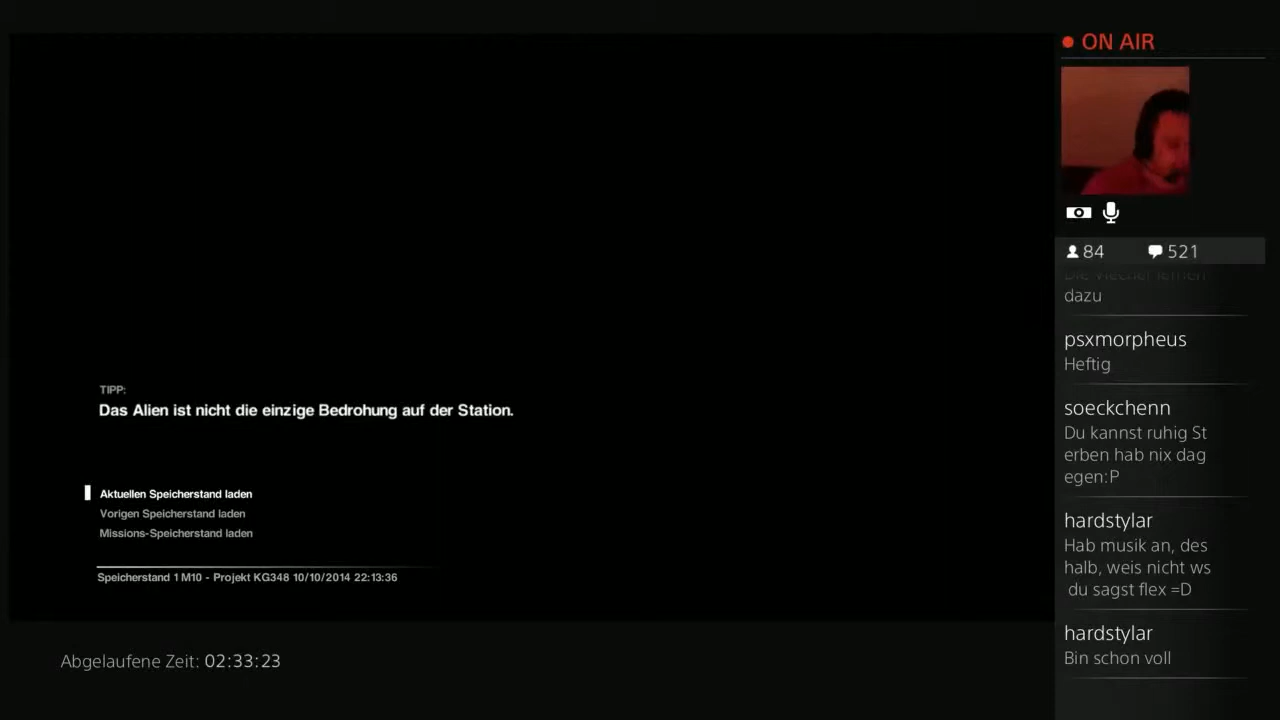 ON AIR
84 521
dazu
psxmorpheus
Heftig
soeckchenn
Du kannst ruhig St
erben hab nix dag
egen:P
hardstylar
Hab musik an, des
halb, weis nicht ws
du sagst flex =D
hardstylar
Bin schon voll
TIPP:
Das Alien ist nicht die einzige Bedrohung auf der Station.
Aktuellen Speicherstand laden
Vorigen Speicherstand laden
Missions-Speicherstand laden
Speicherstand 1 M10 - Projekt KG348 10/10/2014 22:13:36
Abgelaufene Zeit: 02:33:23